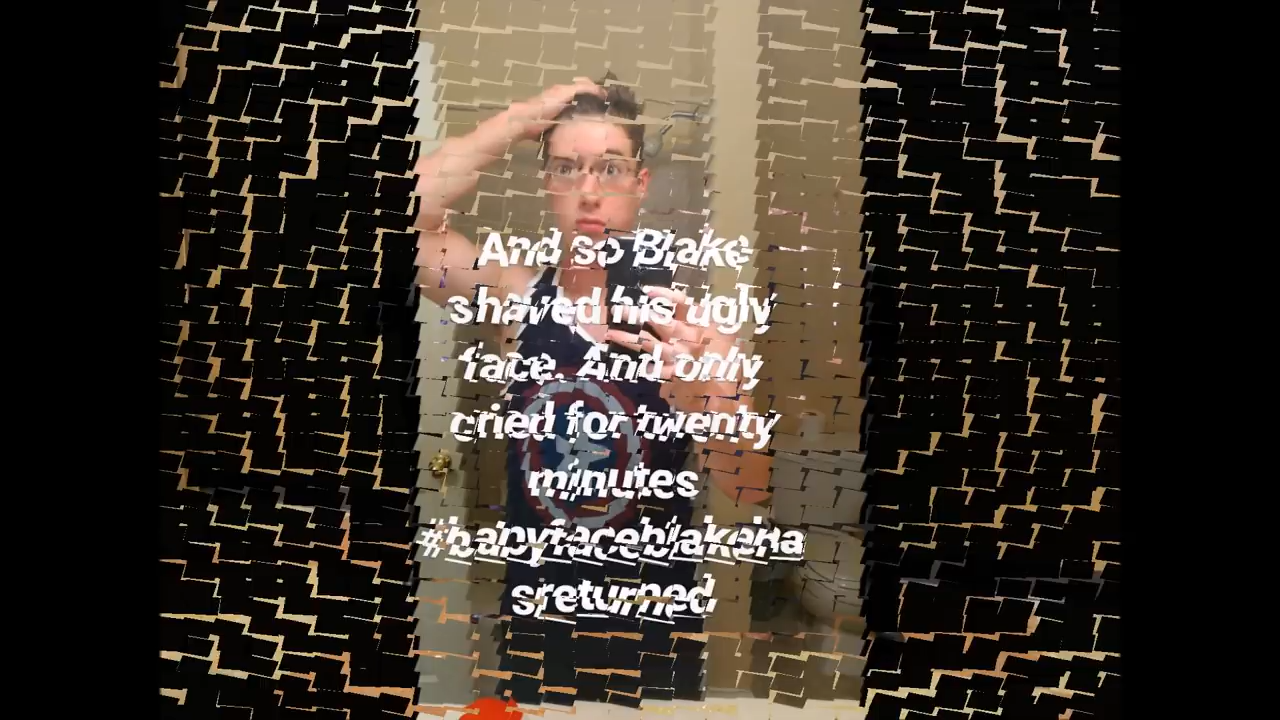 And so Blake
shaved his ugly
face. And only
cried for twenty
minutes
#babyfaceblakeha
sreturned